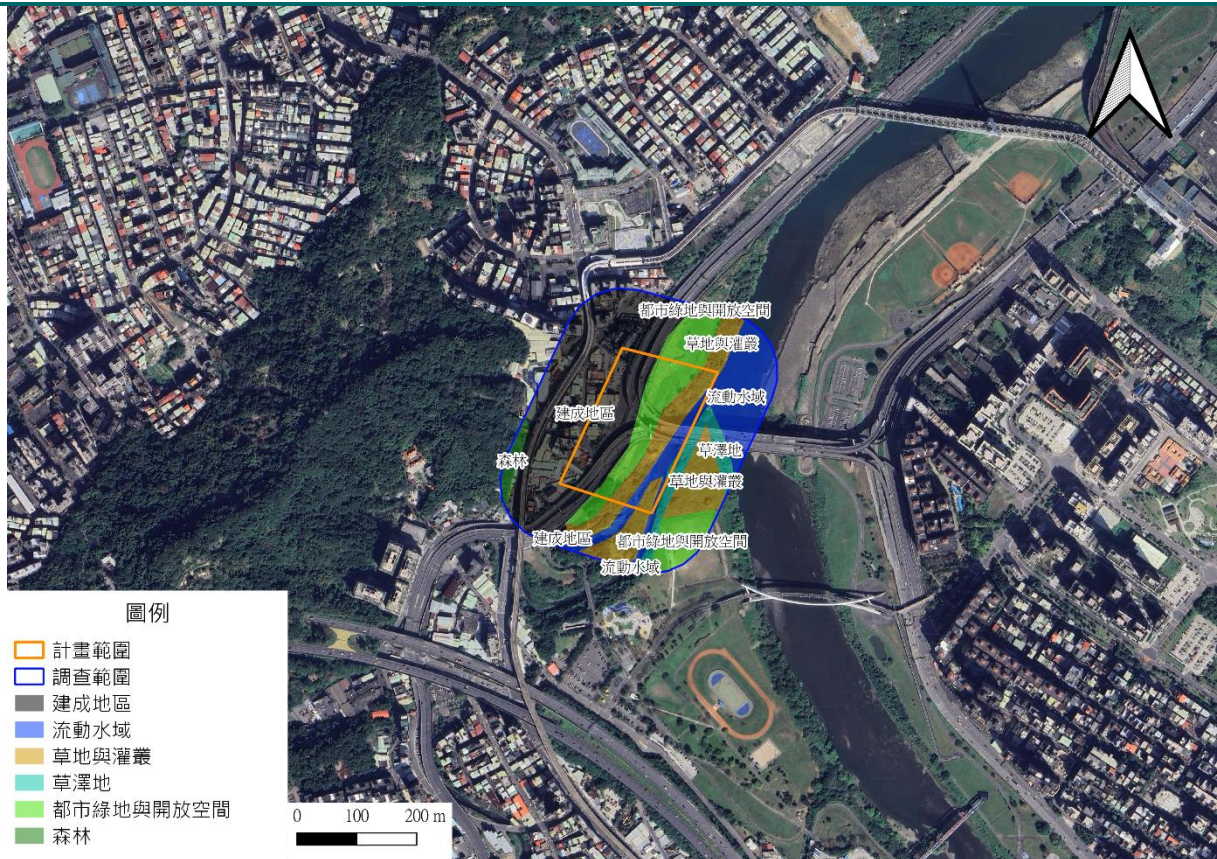 都市綠地與開放空間
草地與灌叢
流動水域
建成地區
草澤地
森林
草地與灌叢
建成地區
都市綠地與開放空間
流動水域
圖例
計畫範圍
調查範圍
建成地區
流動水域
草地與灌叢
草澤地
都市綠地與開放空間
森林
0 100 200 m